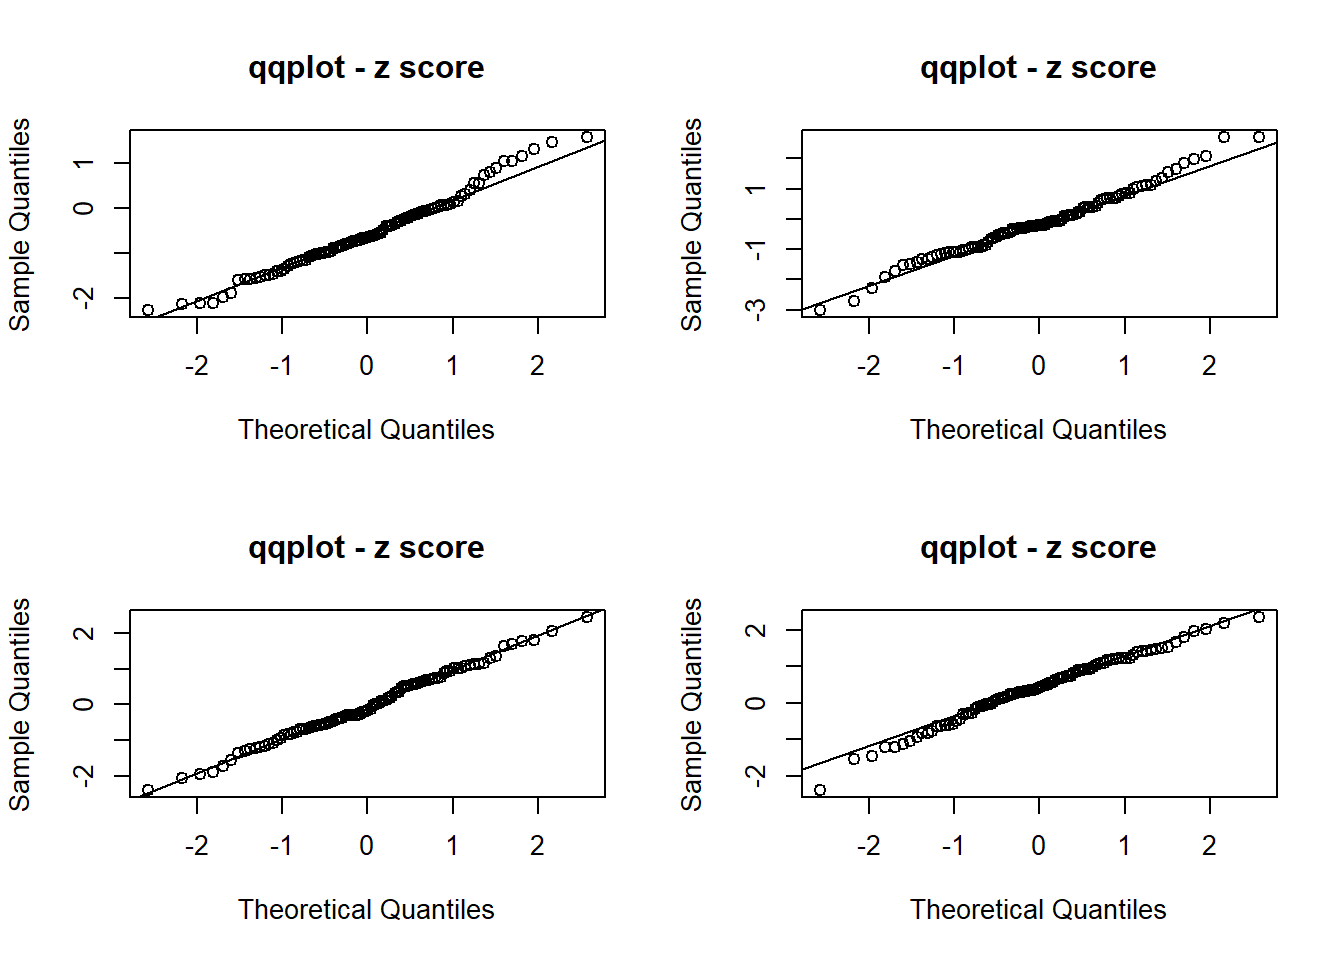 qqplot - z score
Sample Quantiles
1
0
-2
-2 -1 0 1 2
Theoretical Quantiles
qqplot - z score
Sample Quantiles
1
-1
-3
-2 -1 0 1 2
Theoretical Quantiles
qqplot - z score
Sample Quantiles
2
0
-2
-2 -1 0 1 2
Theoretical Quantiles
qqplot - z score
Sample Quantiles
2
0
-2
-2 -1 0 1 2
Theoretical Quantiles